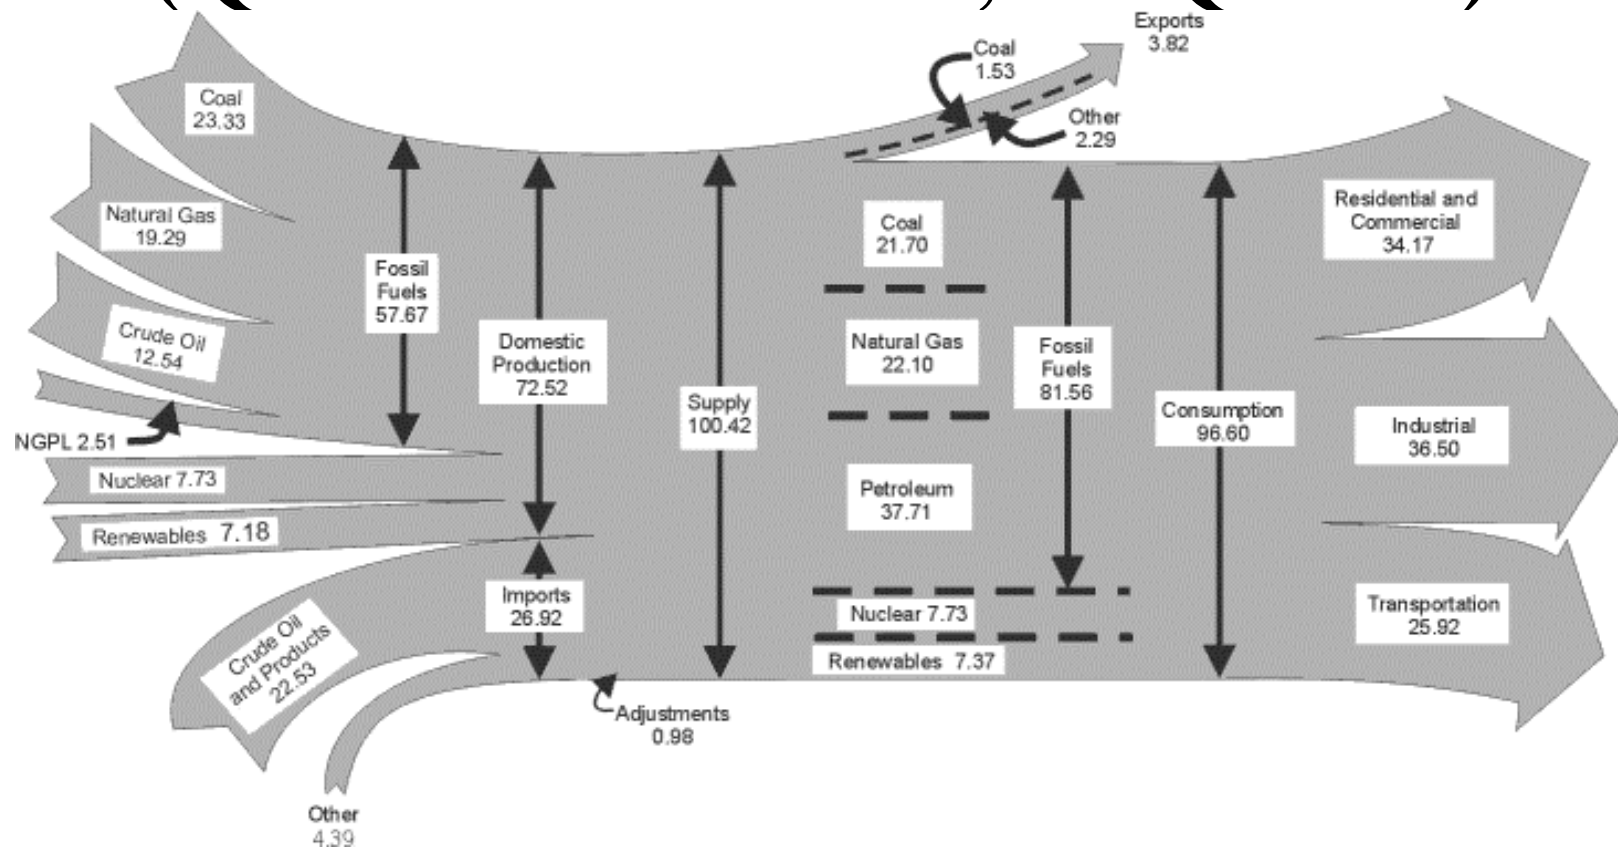 Exports
3.82
Coal
1.53
Other
2.29
Coal
23.33
Natural Gas
19.29
Crude Oil
12.54
NGPL 2.51
Nuclear 7.73
Renewables 7.18
Crude Oil
and Products
22.53
Other
4.39
Fossil
Fuels
57.67
Domestic
Production
72.52
Imports
26.92
Adjustments
0.98
Supply
100.42
Coal
21.70
Natural Gas
22.10
Petroleum
37.71
Nuclear 7.73
Renewables 7.37
Fossil
Fuels
81.56
Consumption
96.60
Residential and
Commercial
34.17
Industrial
36.50
Transportation
25.92